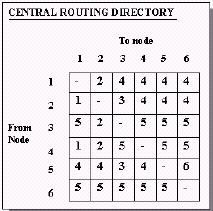 CENTRAL ROUTING DIRECTORY
To node
1 2 3 4 5 6
1 - 2 4 4 4 4
2 1 - 3 4 4 4
From Node
3 5 2 - 5 5 5
4 1 2 5 - 5 5
5 4 4 3 4 - 6
6 5 5 5 5 5 -